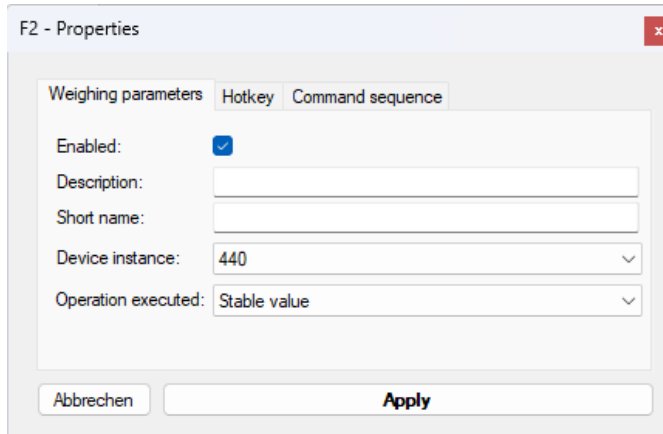 F2 - Properties
x
Weighing parameters Hotkey Command sequence
Enabled:
Description:
Short name:
Device instance: 440
Operation executed: Stable value
Abbrechen Apply